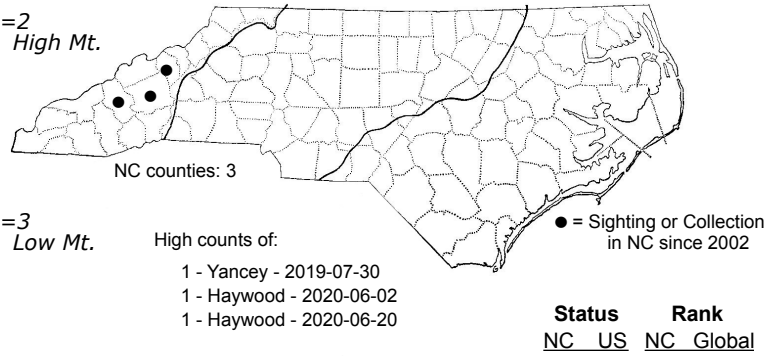 =2
High Mt.
NC counties: 3
=3
Low Mt.
High counts of:
1 - Yancey - 2019-07-30
1 - Haywood - 2020-06-02
1 - Haywood - 2020-06-20
● = Sighting or Collection
in NC since 2002
Status Rank
NC US NC Global